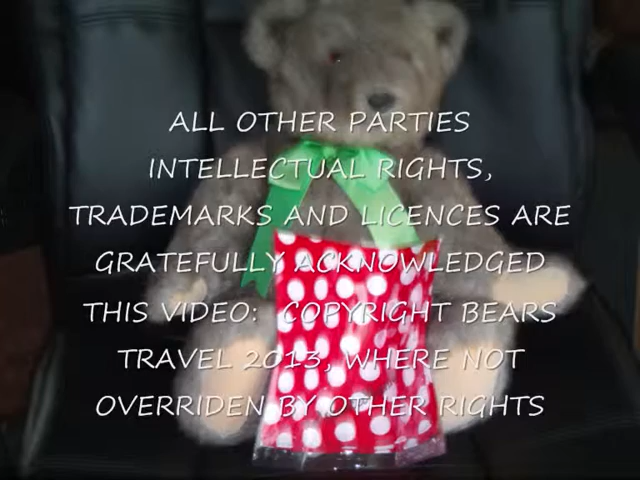 ALL OTHER PARTIES
INTELLECTUAL RIGHTS,
TRADEMARKS AND LICENCES ARE
GRATEFULLY ACKNOWLEDGED
THIS VIDEO: COPYRIGHT BEARS
TRAVEL 2013, WHERE NOT
OVERRIDEN BY OTHER RIGHTS